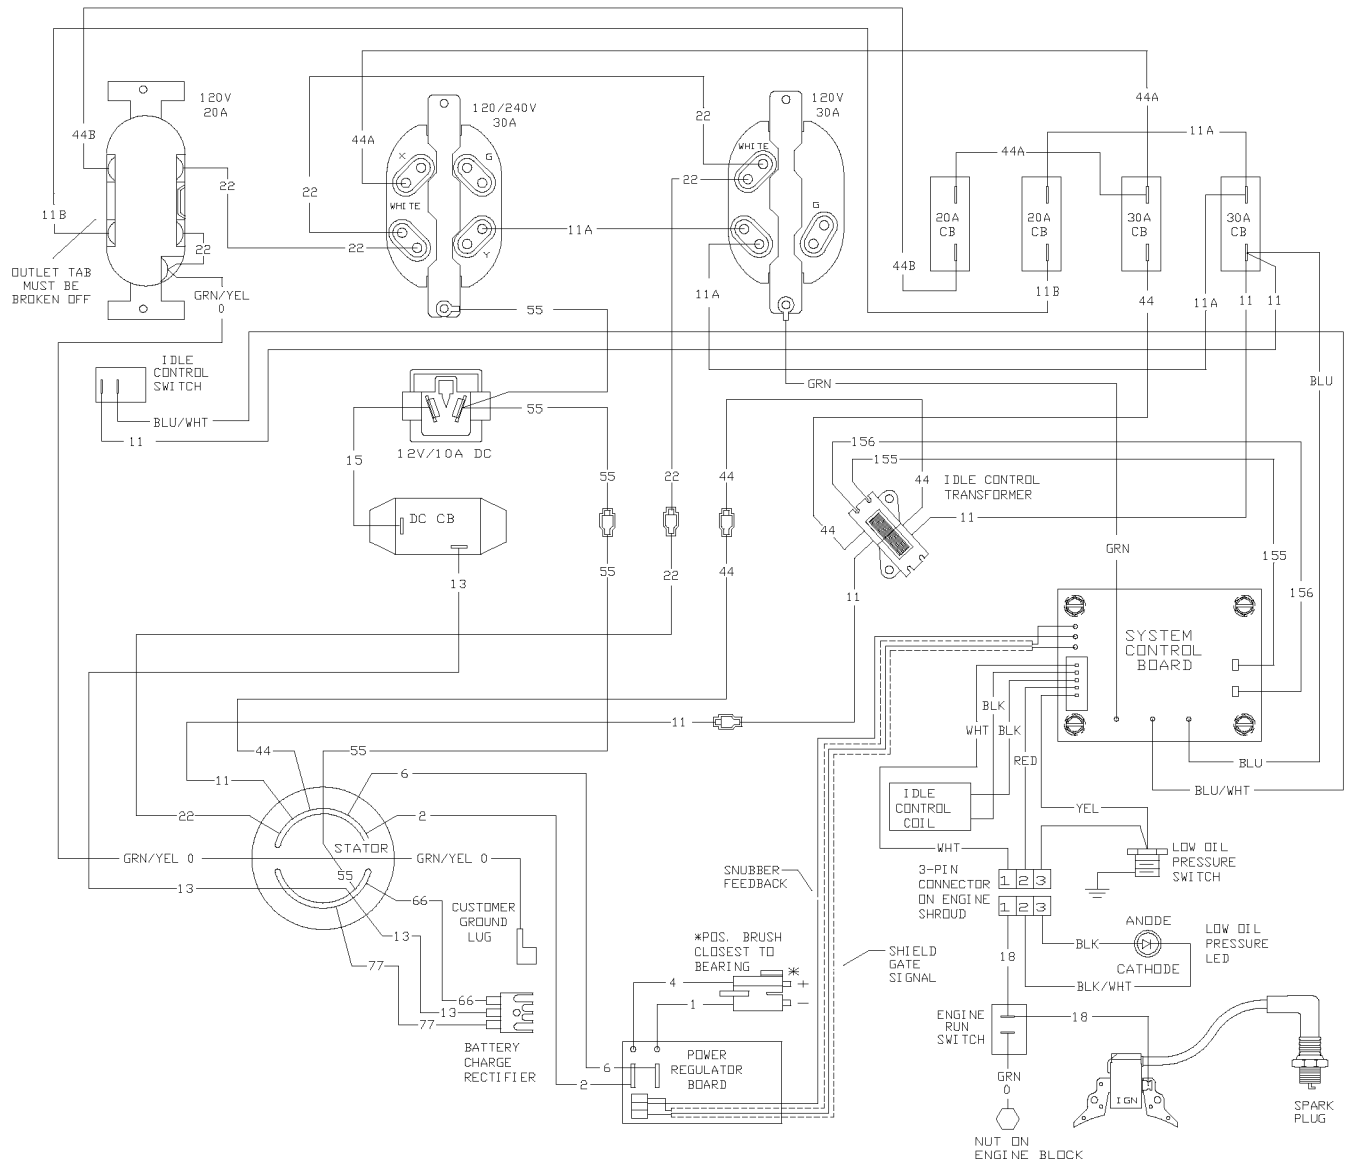 120V
20A
44B
22
11B
22
OUTLET TAB
MUST BE
BROKEN OFF
GRN/YEL
0
120/240V
30A
44A
X
G
WHITE
Y
22
22
11A
55
120V
30A
22
WHITE
22
G
11A
GRN
44A
11A
44A
20A
CB
20A
CB
30A
CB
30A
CB
44B
11B
44
11A
11
11
BLU
IDLE
CONTROL
SWITCH
BLU/WHT
11
12V/10A DC
55
15
DC CB
13
55
22
44
55
22
44
156
155
44
IDLE CONTROL
TRANSFORMER
11
44
11
GRN
155
156
SYSTEM
CONTROL
BOARD
BLU
BLU/WHT
11
44
55
11
6
22
2
STATOR
GRN/YEL 0
GRN/YEL 0
55
13
66
13
77
CUSTOMER
GROUND
LUG
66
13
77
BATTERY
CHARGE
RECTIFIER
BLK
WHT
BLK
RED
YEL
IDLE
CONTROL
COIL
WHT
LOW OIL
PRESSURE
SWITCH
SNUBBER
FEEDBACK
3-PIN
CONNECTOR
ON ENGINE
SHROUD
1 2 3
1 2 3
ANODE
BLK
CATHODE
BLK/WHT
LOW OIL
PRESSURE
LED
*POS. BRUSH
CLOSEST TO
BEARING
*
4
+
1
-
SHIELD
GATE
SIGNAL
18
ENGINE
RUN
SWITCH
18
6
2
POWER
REGULATOR
BOARD
GRN
0
NUT ON
ENGINE BLOCK
IGN
SPARK
PLUG